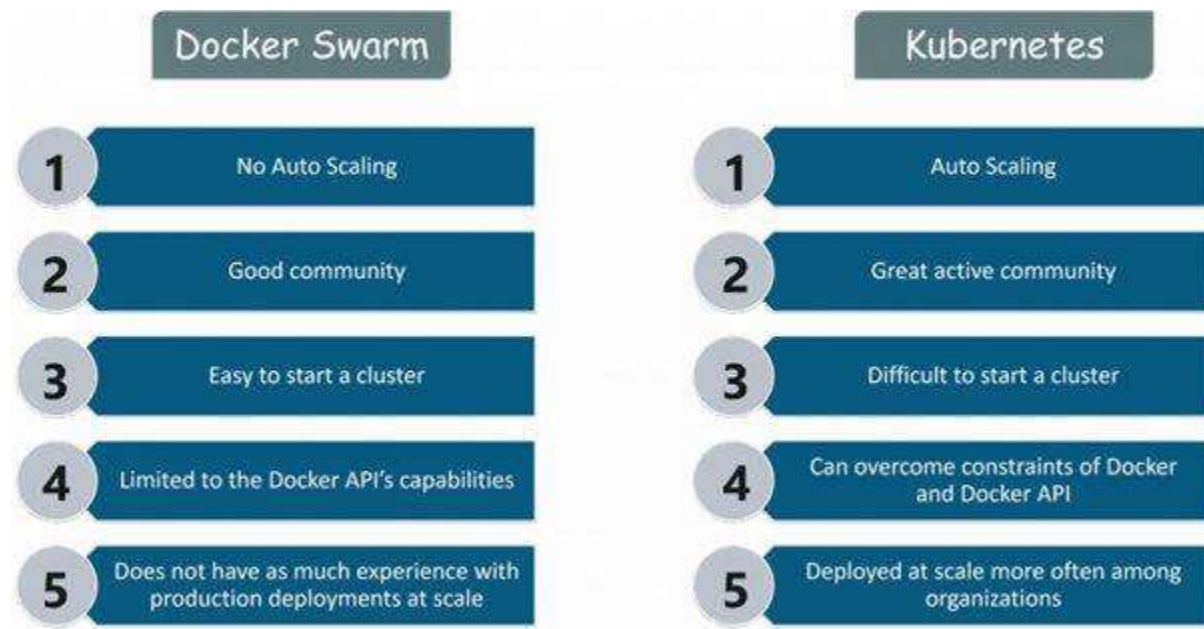 Docker Swarm
1
No Auto Scaling
2
Good community
3
Easy to start a cluster
4
Limited to the Docker API's capabilities
5
Does not have as much experience with
production deployments at scale
Kubernetes
1
Auto Scaling
2
Great active community
3
Difficult to start a cluster
4
Can overcome constraints of Docker
and Docker API
5
Deployed at scale more often among
organizations